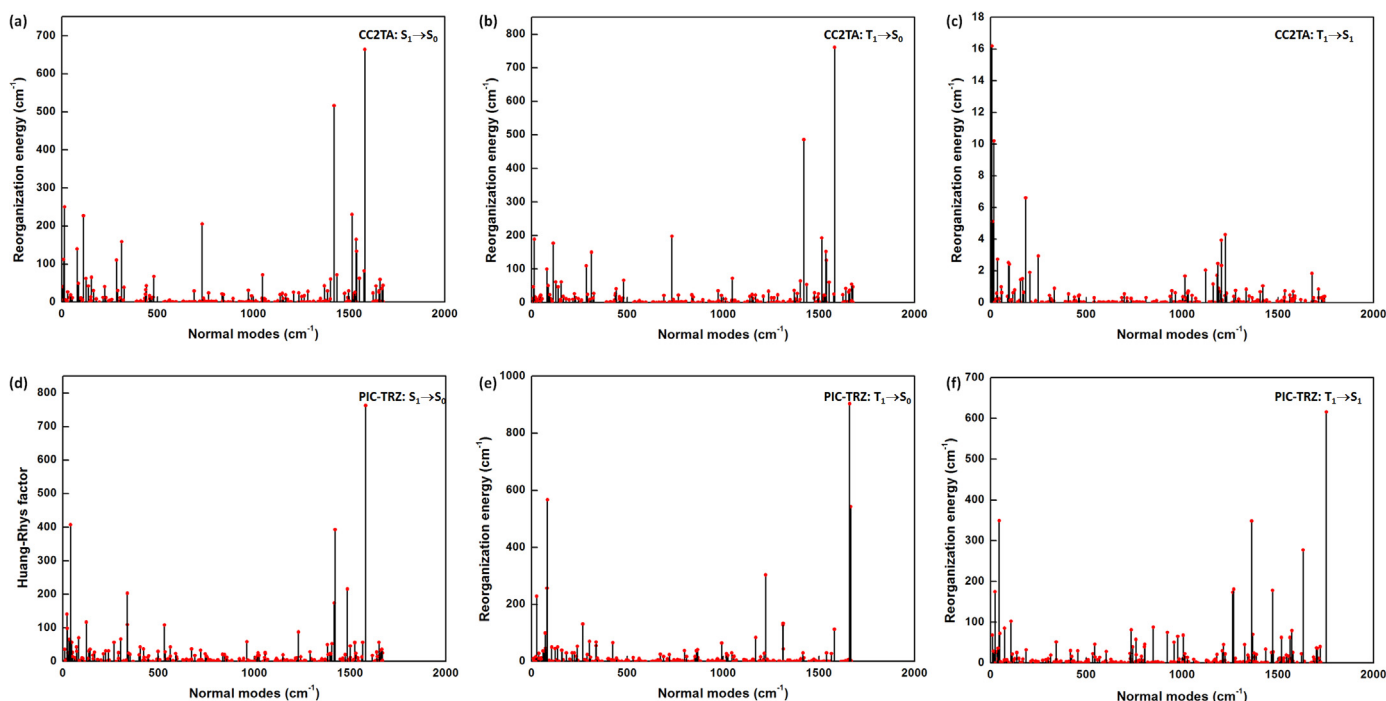 (a)
CC2TA: S₁→S₀
Reorganization energy (cm⁻¹)
700
600
500
400
300
200
100
0
0 500 1000 1500 2000
Normal modes (cm⁻¹)
(b)
CC2TA: T₁→S₀
Reorganization energy (cm⁻¹)
800
700
600
500
400
300
200
100
0
0 500 1000 1500 2000
Normal modes (cm⁻¹)
(c)
CC2TA: T₁→S₁
Reorganization energy (cm⁻¹)
18
16
14
12
10
8
6
4
2
0
0 500 1000 1500 2000
Normal modes (cm⁻¹)
(d)
PIC-TRZ: S₁→S₀
Huang-Rhys factor
800
700
600
500
400
300
200
100
0
0 500 1000 1500 2000
Normal modes (cm⁻¹)
(e)
PIC-TRZ: T₁→S₀
Reorganization energy (cm⁻¹)
1000
800
600
400
200
0
0 500 1000 1500 2000
Normal modes (cm⁻¹)
(f)
PIC-TRZ: T₁→S₁
Reorganization energy (cm⁻¹)
700
600
500
400
300
200
100
0
0 500 1000 1500 2000
Normal modes (cm⁻¹)